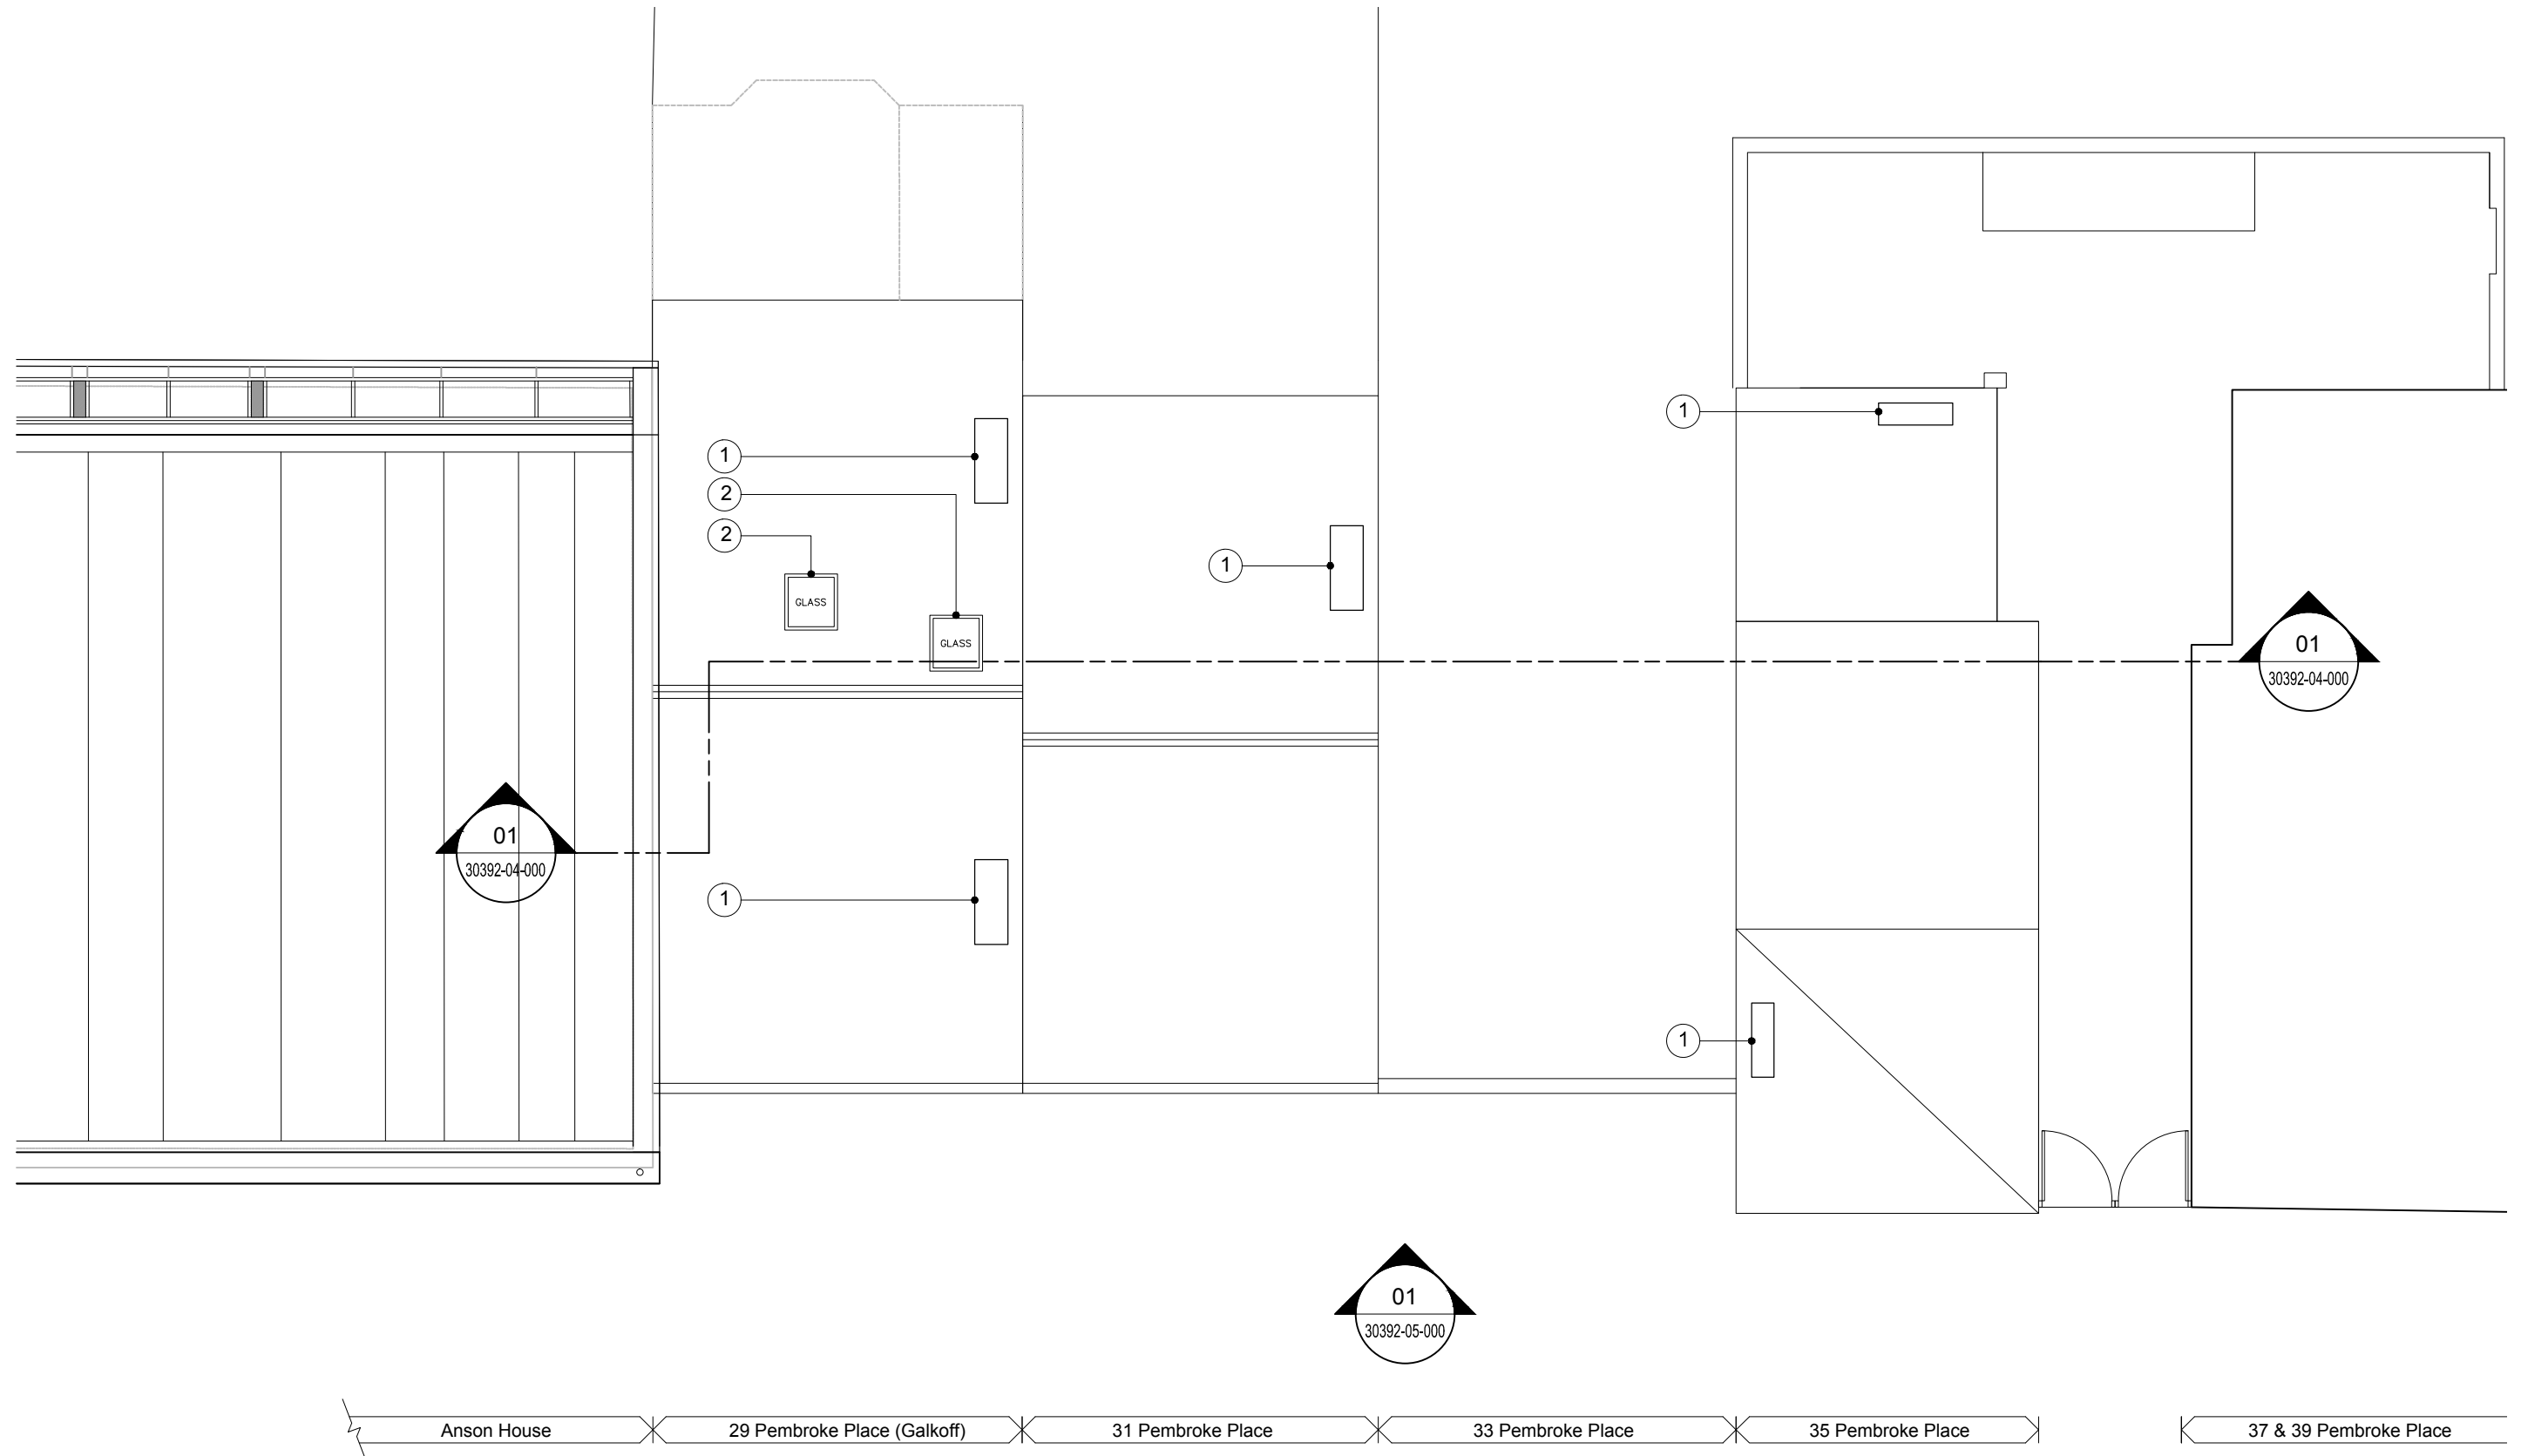 1
1
2
2
GLASS
1
GLASS
01
30392-04-000
01
30392-04-000
1
1
01
30392-05-000
Anson House
29 Pembroke Place (Galkoff)
31 Pembroke Place
33 Pembroke Place
35 Pembroke Place
37 & 39 Pembroke Place